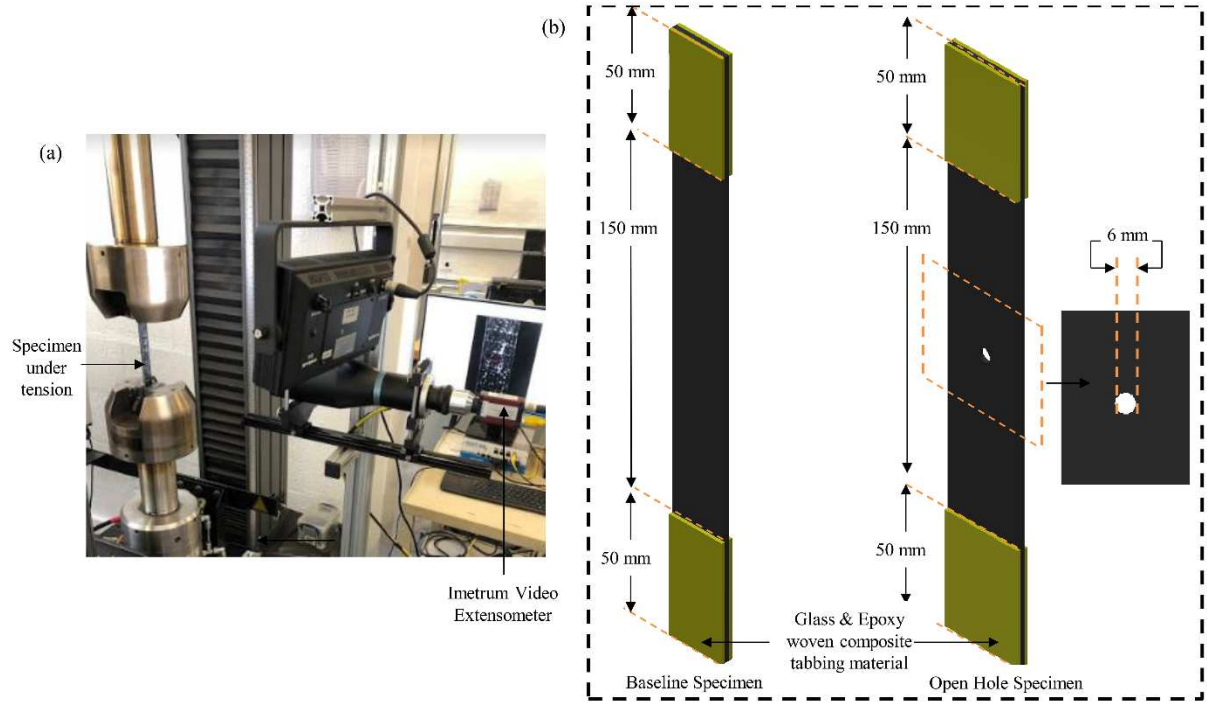 (a)
Specimen
under
tension
Imetrum Video
Extensometer
(b)
50 mm
150 mm
50 mm
50 mm
150 mm
50 mm
6 mm
Glass & Epoxy
woven composite
tabbing material
Baseline Specimen
Open Hole Specimen